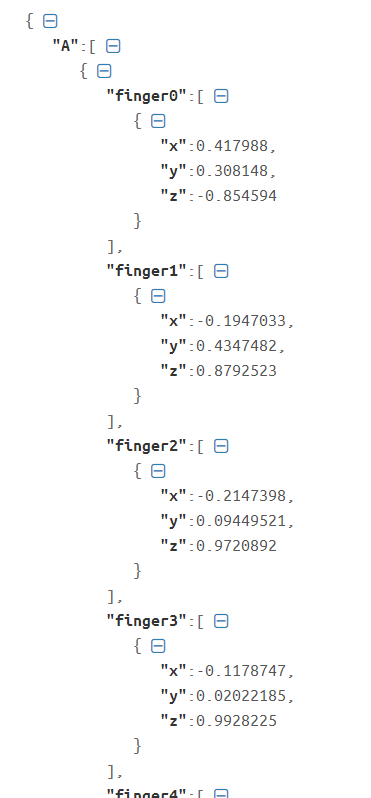 {
"A":[
{
"finger0":[
{
"x":0.417988,
"y":0.308148,
"z":-0.854594
}
],
"finger1":[
{
"x":-0.1947033,
"y":0.4347482,
"z":0.8792523
}
],
"finger2":[
{
"x":-0.2147398,
"y":0.09449521,
"z":0.9720892
}
],
"finger3":[
{
"x":-0.1178747,
"y":0.02022185,
"z":0.9928225
}
],
"finger4":[